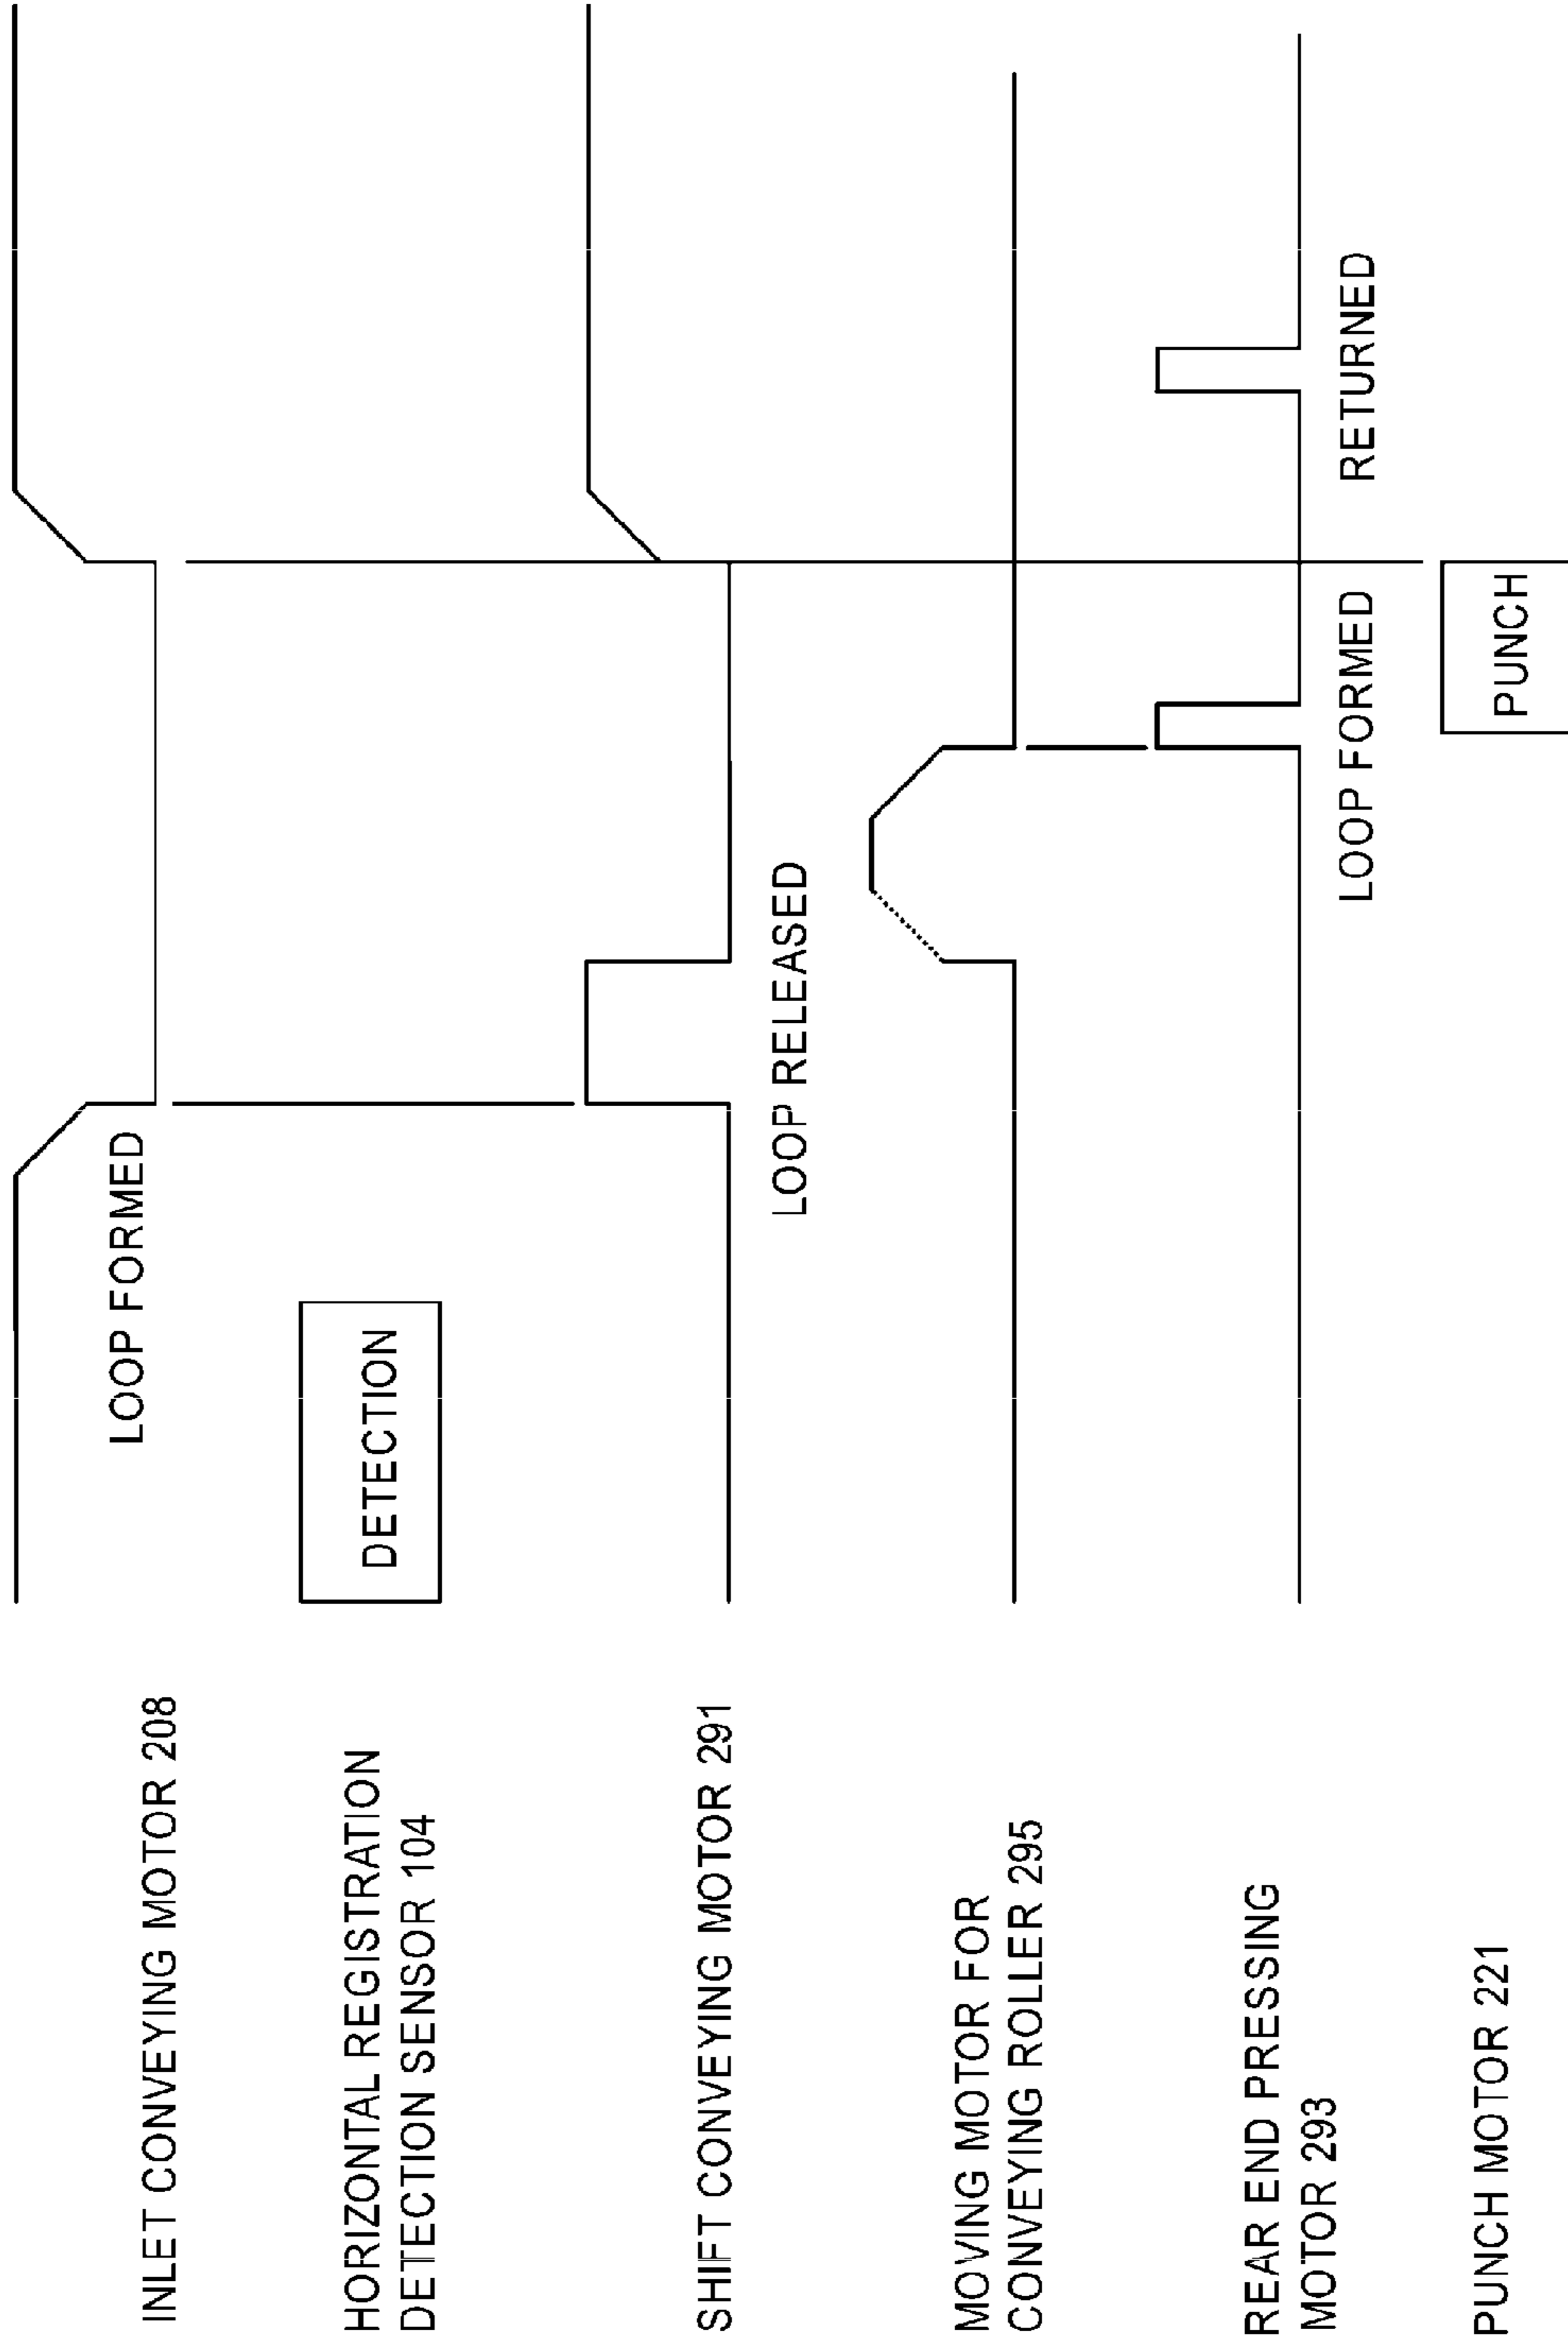 INLET CONVEYING MOTOR 208
LOOP FORMED
HORIZONTAL REGISTRATION
DETECTION SENSOR 104
DETECTION
SHIFT CONVEYING MOTOR 291
LOOP RELEASED
MOVING MOTOR FOR
CONVEYING ROLLER 295
REAR END PRESSING
MOTOR 293
LOOP FORMED
RETURNED
PUNCH MOTOR 221
PUNCH